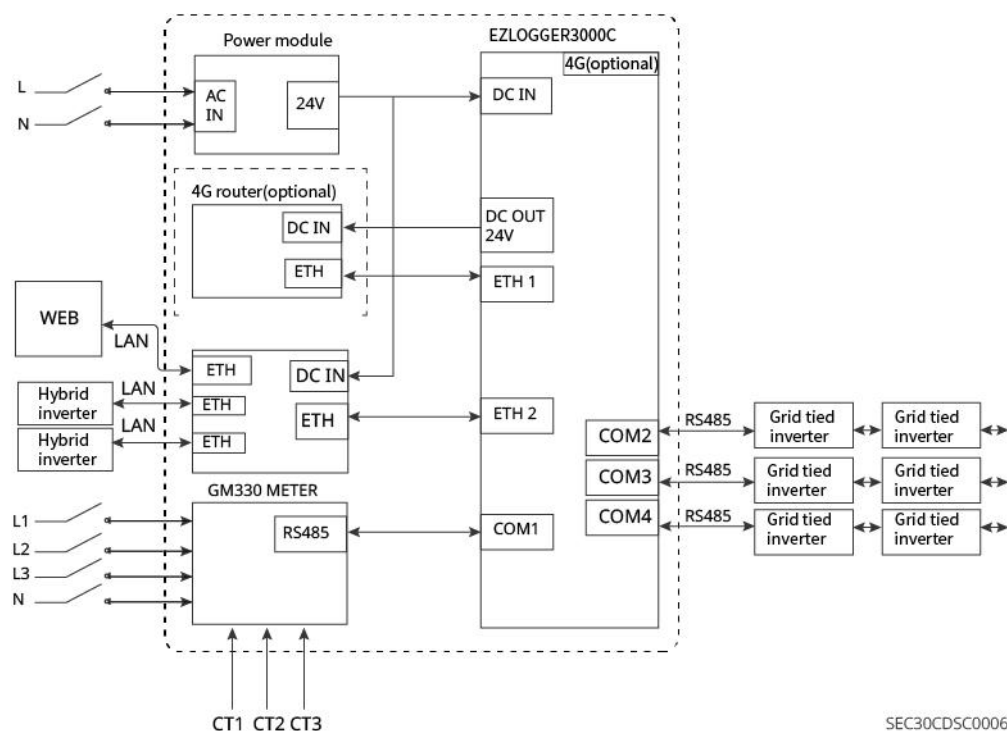 Power module
EZLOGGER3000C
4G(optional)
L
N
AC
IN
24V
DC IN
4G router(optional)
DC IN
ETH
DC OUT
24V
ETH 1
WEB
LAN
ETH
DC IN
Hybrid
inverter
LAN
ETH
ETH
ETH 2
Hybrid
inverter
LAN
ETH
COM2
RS485
Grid tied
inverter
Grid tied
inverter
COM3
RS485
Grid tied
inverter
Grid tied
inverter
COM4
RS485
Grid tied
inverter
Grid tied
inverter
GM330 METER
L1
L2
L3
N
RS485
COM1
CT1 CT2 CT3
SEC30CDSC0006